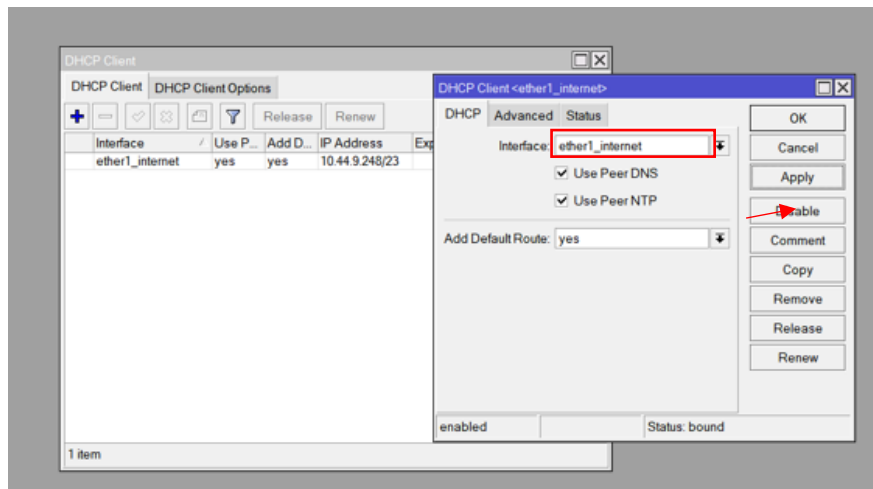 DHCP Client
DHCP Client DHCP Client Options
Release Renew
Interface Use P... Add D... IP Address Exp
ether1_internet yes yes 10.44.9.248/23
1 item
DHCP Client <ether1_internet>
DHCP Advanced Status
Interface: ether1_internet
Use Peer DNS
Use Peer NTP
Add Default Route: yes
OK
Cancel
Apply
Disable
Comment
Copy
Remove
Release
Renew
enabled Status: bound